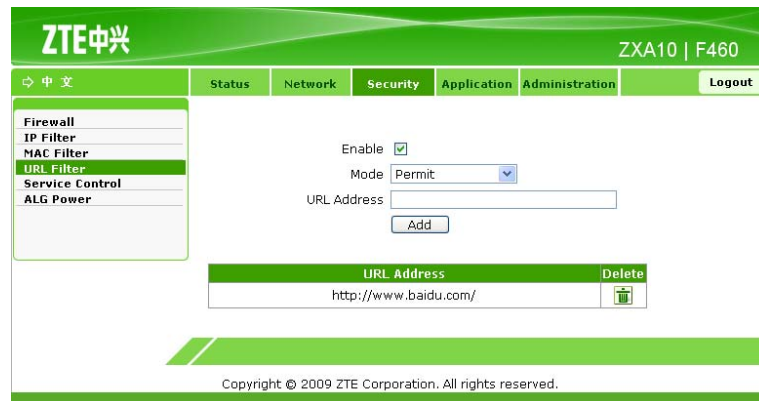 ZTE中兴
ZXA10 | F460
中文
Status Network Security Application Administration Logout
Firewall
IP Filter
MAC Filter
URL Filter
Service Control
ALG Power
Enable
Mode Permit
URL Address
Add
URL Address Delete
http://www.baidu.com/
Copyright © 2009 ZTE Corporation. All rights reserved.